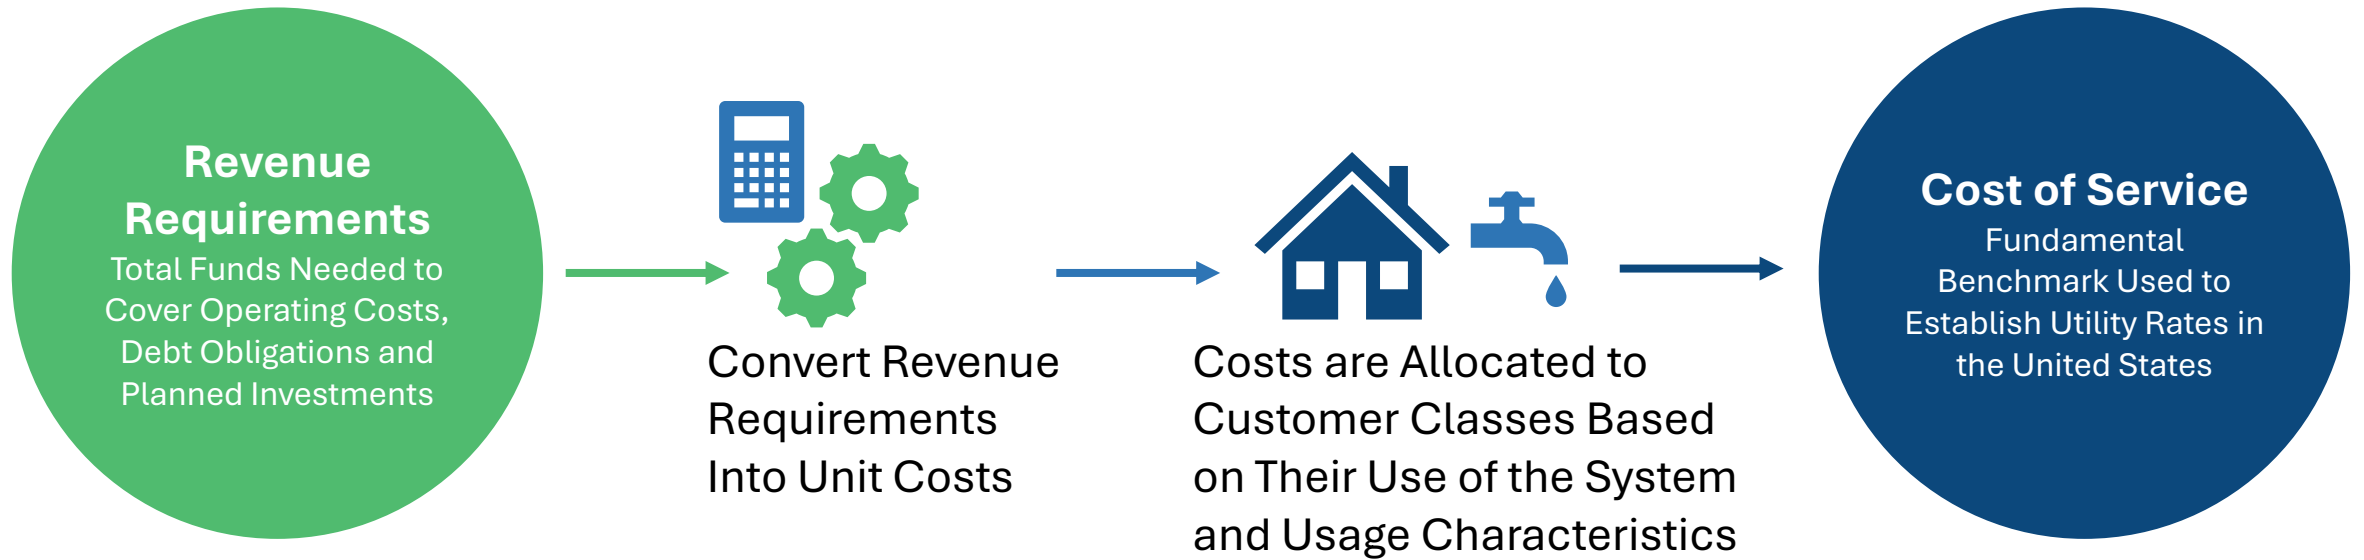 Revenue
Requirements
Total Funds Needed to
Cover Operating Costs,
Debt Obligations and
Planned Investments
Convert Revenue
Requirements
Into Unit Costs
Costs are Allocated to
Customer Classes Based
on Their Use of the System
and Usage Characteristics
Cost of Service
Fundamental
Benchmark Used to
Establish Utility Rates in
the United States